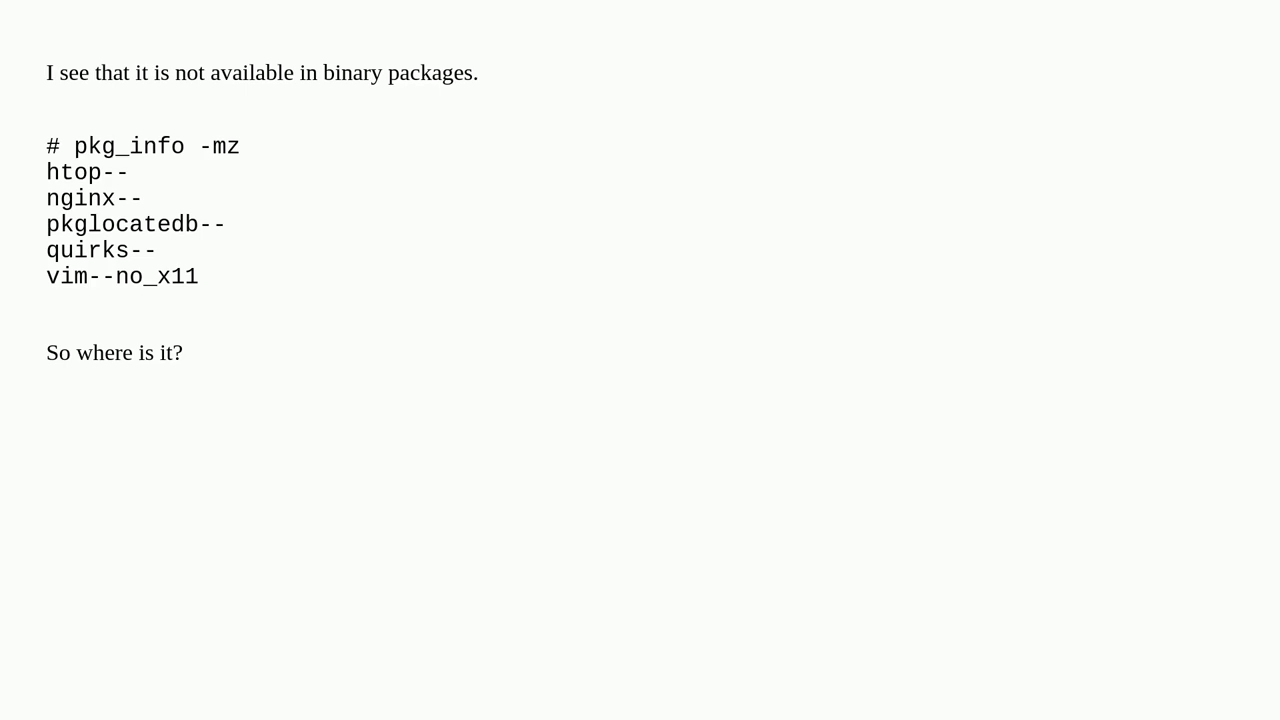 I see that it is not available in binary packages.
# pkg_info -mz
htop--
nginx--
pkglocatedb--
quirks--
vim--no_x11
So where is it?